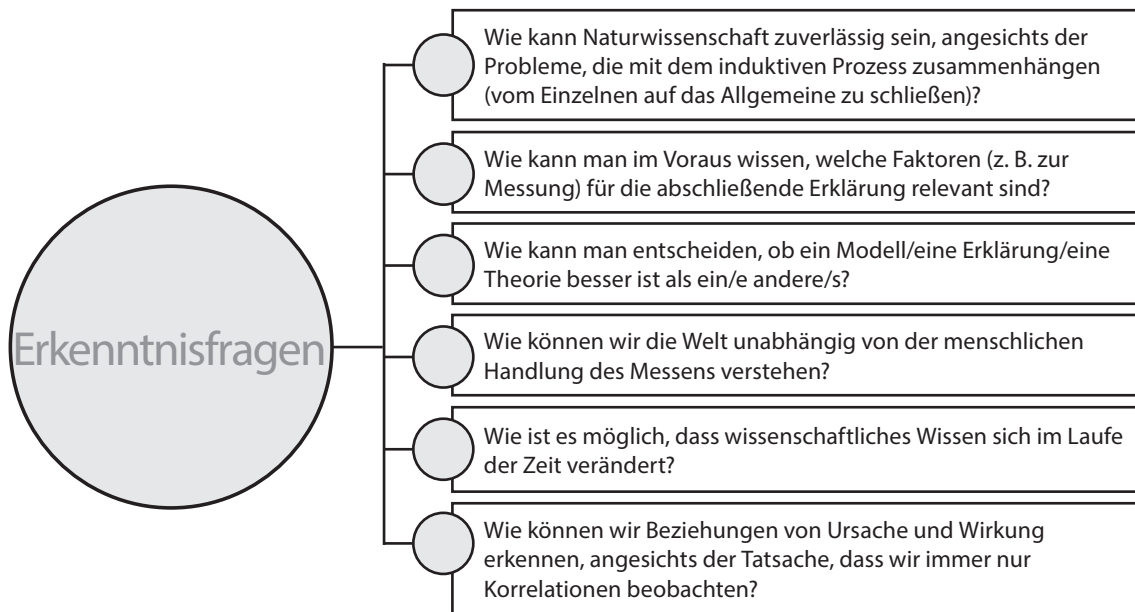 Erkenntnisfragen
Wie kann Naturwissenschaft zuverlässig sein, angesichts der
Probleme, die mit dem induktiven Prozess zusammenhängen
(vom Einzelnen auf das Allgemeine zu schließen)?
Wie kann man im Voraus wissen, welche Faktoren (z. B. zur
Messung) für die abschließende Erklärung relevant sind?
Wie kann man entscheiden, ob ein Modell/eine Erklärung/eine
Theorie besser ist als ein/e andere/s?
Wie können wir die Welt unabhängig von der menschlichen
Handlung des Messens verstehen?
Wie ist es möglich, dass wissenschaftliches Wissen sich im Laufe
der Zeit verändert?
Wie können wir Beziehungen von Ursache und Wirkung
erkennen, angesichts der Tatsache, dass wir immer nur
Korrelationen beobachten?